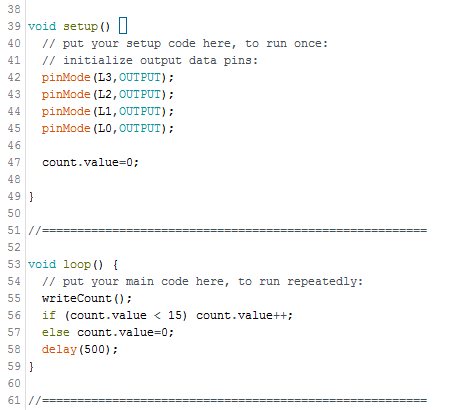 38
39 void setup()
40 // put your setup code here, to run once:
41 // initialize output data pins:
42 pinMode(L3,OUTPUT);
43 pinMode(L2,OUTPUT);
44 pinMode(L1,OUTPUT);
45 pinMode(L0,OUTPUT);
46
47 count.value=0;
48
49 }
50
51 //=======================================================
52
53 void loop() {
54 // put your main code here, to run repeatedly:
55 writeCount();
56 if (count.value < 15) count.value++;
57 else count.value=0;
58 delay(500);
59 }
60
61 //=======================================================